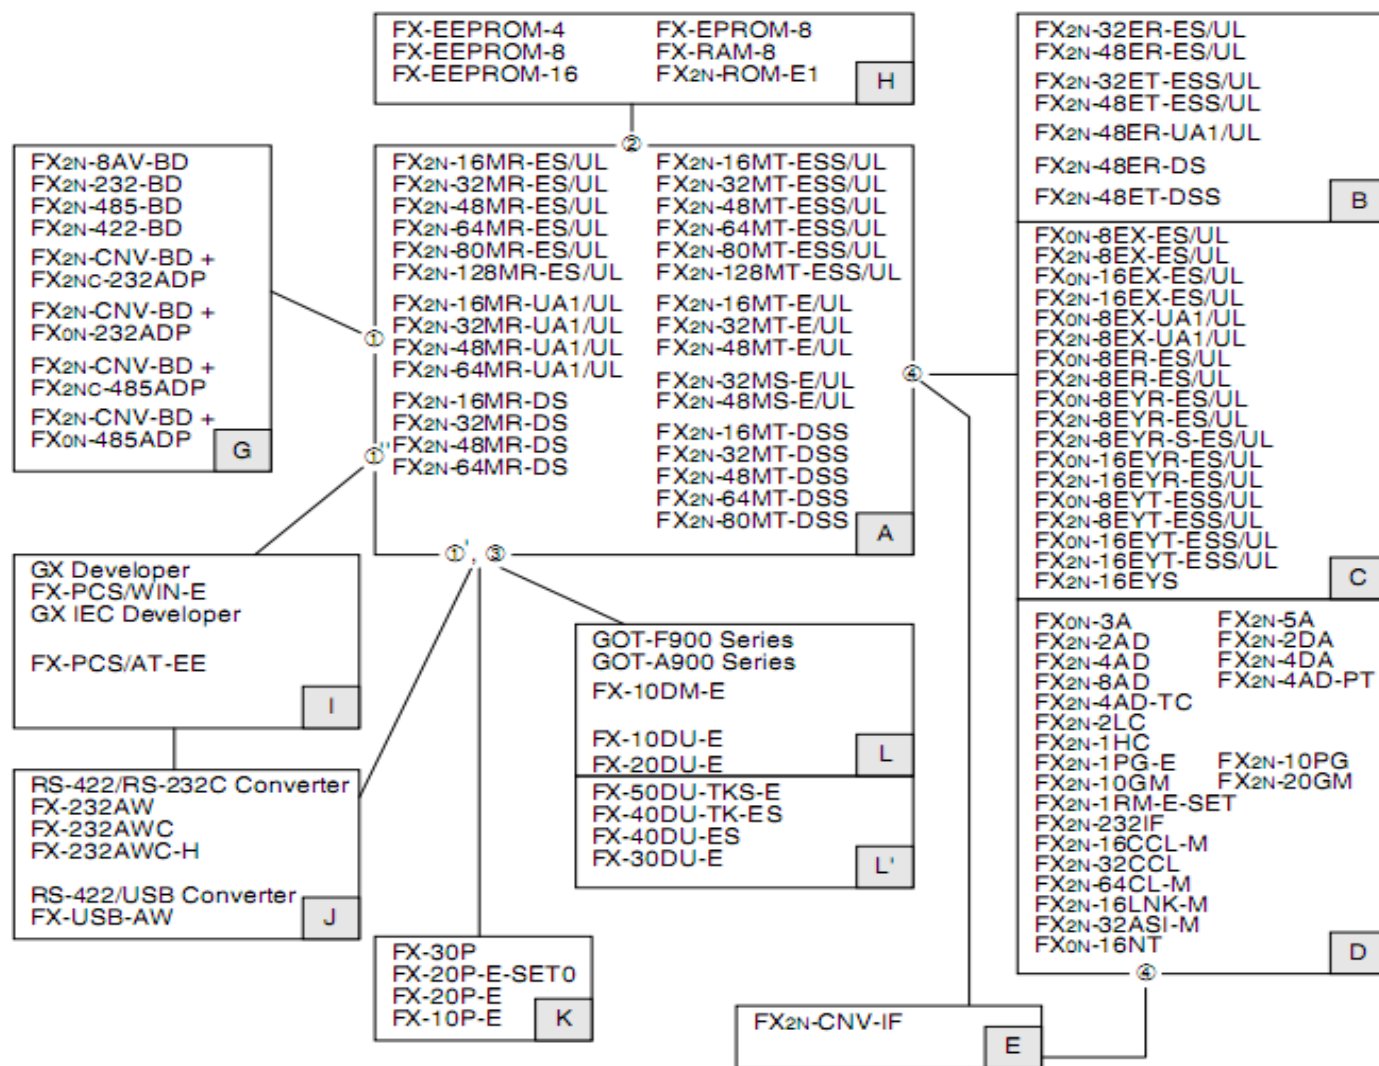 FX-EEPROM-4 FX-EPROM-8
FX-EEPROM-8 FX-RAM-8
FX-EEPROM-16 FX2N-ROM-E1
H
②
FX2N-8AV-BD
FX2N-232-BD
FX2N-485-BD
FX2N-422-BD
FX2N-CNV-BD +
FX2NC-232ADP
FX2N-CNV-BD +
FX0N-232ADP
FX2N-CNV-BD +
FX2NC-485ADP
FX2N-CNV-BD +
FX0N-485ADP
G
①
①''
FX2N-16MR-ES/UL FX2N-16MT-ESS/UL
FX2N-32MR-ES/UL FX2N-32MT-ESS/UL
FX2N-48MR-ES/UL FX2N-48MT-ESS/UL
FX2N-64MR-ES/UL FX2N-64MT-ESS/UL
FX2N-80MR-ES/UL FX2N-80MT-ESS/UL
FX2N-128MR-ES/UL FX2N-128MT-ESS/UL
FX2N-16MR-UA1/UL FX2N-16MT-E/UL
FX2N-32MR-UA1/UL FX2N-32MT-E/UL
FX2N-48MR-UA1/UL FX2N-48MT-E/UL
FX2N-64MR-UA1/UL
FX2N-32MS-E/UL
FX2N-16MR-DS FX2N-48MS-E/UL
FX2N-32MR-DS
FX2N-48MR-DS FX2N-16MT-DSS
FX2N-64MR-DS FX2N-32MT-DSS
FX2N-48MT-DSS
FX2N-64MT-DSS
FX2N-80MT-DSS
A
①', ③
④
FX2N-32ER-ES/UL
FX2N-48ER-ES/UL
FX2N-32ET-ESS/UL
FX2N-48ET-ESS/UL
FX2N-48ER-UA1/UL
FX2N-48ER-DS
FX2N-48ET-DSS
B
FX0N-8EX-ES/UL
FX2N-8EX-ES/UL
FX0N-16EX-ES/UL
FX2N-16EX-ES/UL
FX0N-8EX-UA1/UL
FX2N-8EX-UA1/UL
FX0N-8ER-ES/UL
FX2N-8ER-ES/UL
FX0N-8EYR-ES/UL
FX2N-8EYR-ES/UL
FX2N-8EYR-S-ES/UL
FX0N-16EYR-ES/UL
FX2N-16EYR-ES/UL
FX0N-8EYT-ESS/UL
FX2N-8EYT-ESS/UL
FX0N-16EYT-ESS/UL
FX2N-16EYT-ESS/UL
FX2N-16EYS
C
FX0N-3A FX2N-5A
FX2N-2AD FX2N-2DA
FX2N-4AD FX2N-4DA
FX2N-8AD FX2N-4AD-PT
FX2N-4AD-TC
FX2N-2LC
FX2N-1HC
FX2N-1PG-E FX2N-10PG
FX2N-10GM FX2N-20GM
FX2N-1RM-E-SET
FX2N-232IF
FX2N-16CCL-M
FX2N-32CCL
FX2N-64CL-M
FX2N-16LNK-M
FX2N-32ASI-M
FX0N-16NT
D
④
GX Developer
FX-PCS/WIN-E
GX IEC Developer
FX-PCS/AT-EE
I
RS-422/RS-232C Converter
FX-232AW
FX-232AWC
FX-232AWC-H
RS-422/USB Converter
FX-USB-AW
J
GOT-F900 Series
GOT-A900 Series
FX-10DM-E
FX-10DU-E
FX-20DU-E
L
FX-50DU-TKS-E
FX-40DU-TK-ES
FX-40DU-ES
FX-30DU-E
L'
FX-30P
FX-20P-E-SET0
FX-20P-E
FX-10P-E
K
FX2N-CNV-IF
E